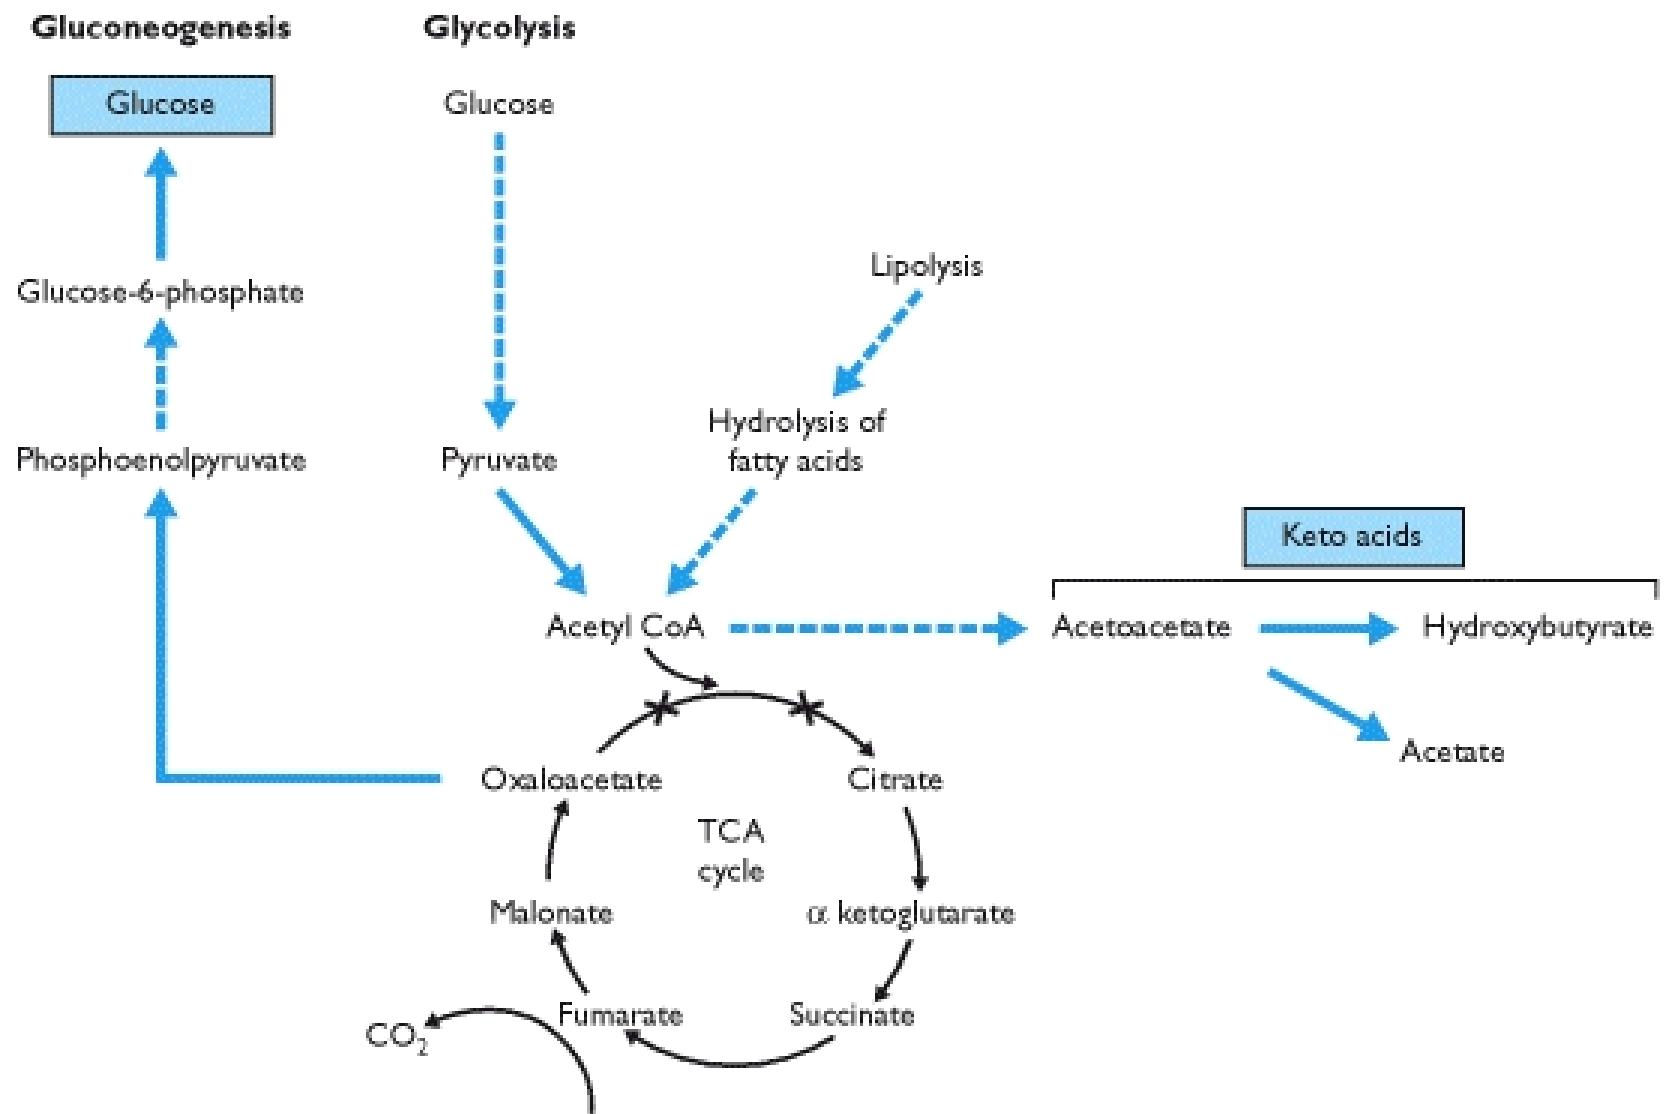 Gluconeogenesis
Glycolysis
Glucose
Glucose
Lipolysis
Glucose-6-phosphate
Hydrolysis of
fatty acids
Phosphoenolpyruvate
Pyruvate
Keto acids
Acetyl CoA
Acetoacetate
Hydroxybutyrate
Acetate
Oxaloacetate
Citrate
TCA
cycle
Malonate
α ketoglutarate
Fumarate
Succinate
CO₂